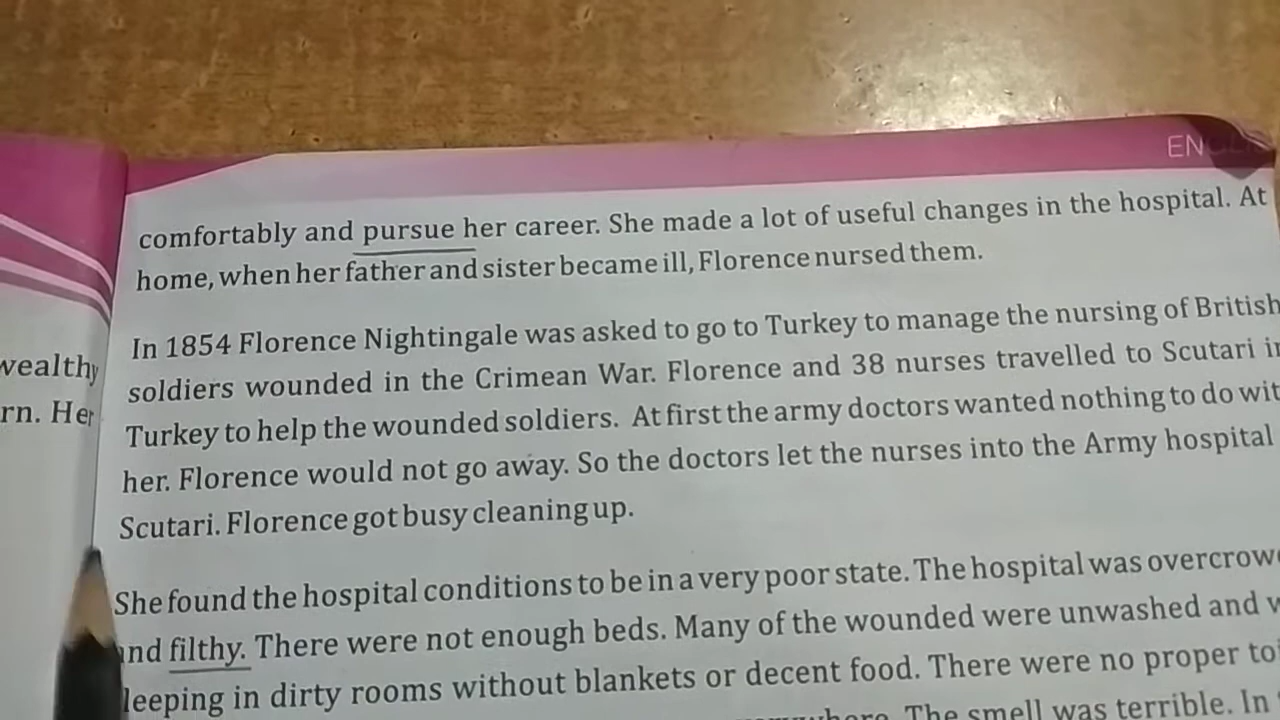 EN
wealthy
rn. Her
comfortably and pursue her career. She made a lot of useful changes in the hospital. At
home, when her father and sister became ill, Florence nursed them.
In 1854 Florence Nightingale was asked to go to Turkey to manage the nursing of British
soldiers wounded in the Crimean War. Florence and 38 nurses travelled to Scutari in
Turkey to help the wounded soldiers. At first the army doctors wanted nothing to do wit
her. Florence would not go away. So the doctors let the nurses into the Army hospital
Scutari. Florence got busy cleaning up.
She found the hospital conditions to be in a very poor state. The hospital was overcrow
and filthy. There were not enough beds. Many of the wounded were unwashed and w
leeping in dirty rooms without blankets or decent food. There were no proper toi
The smell was terrible. In